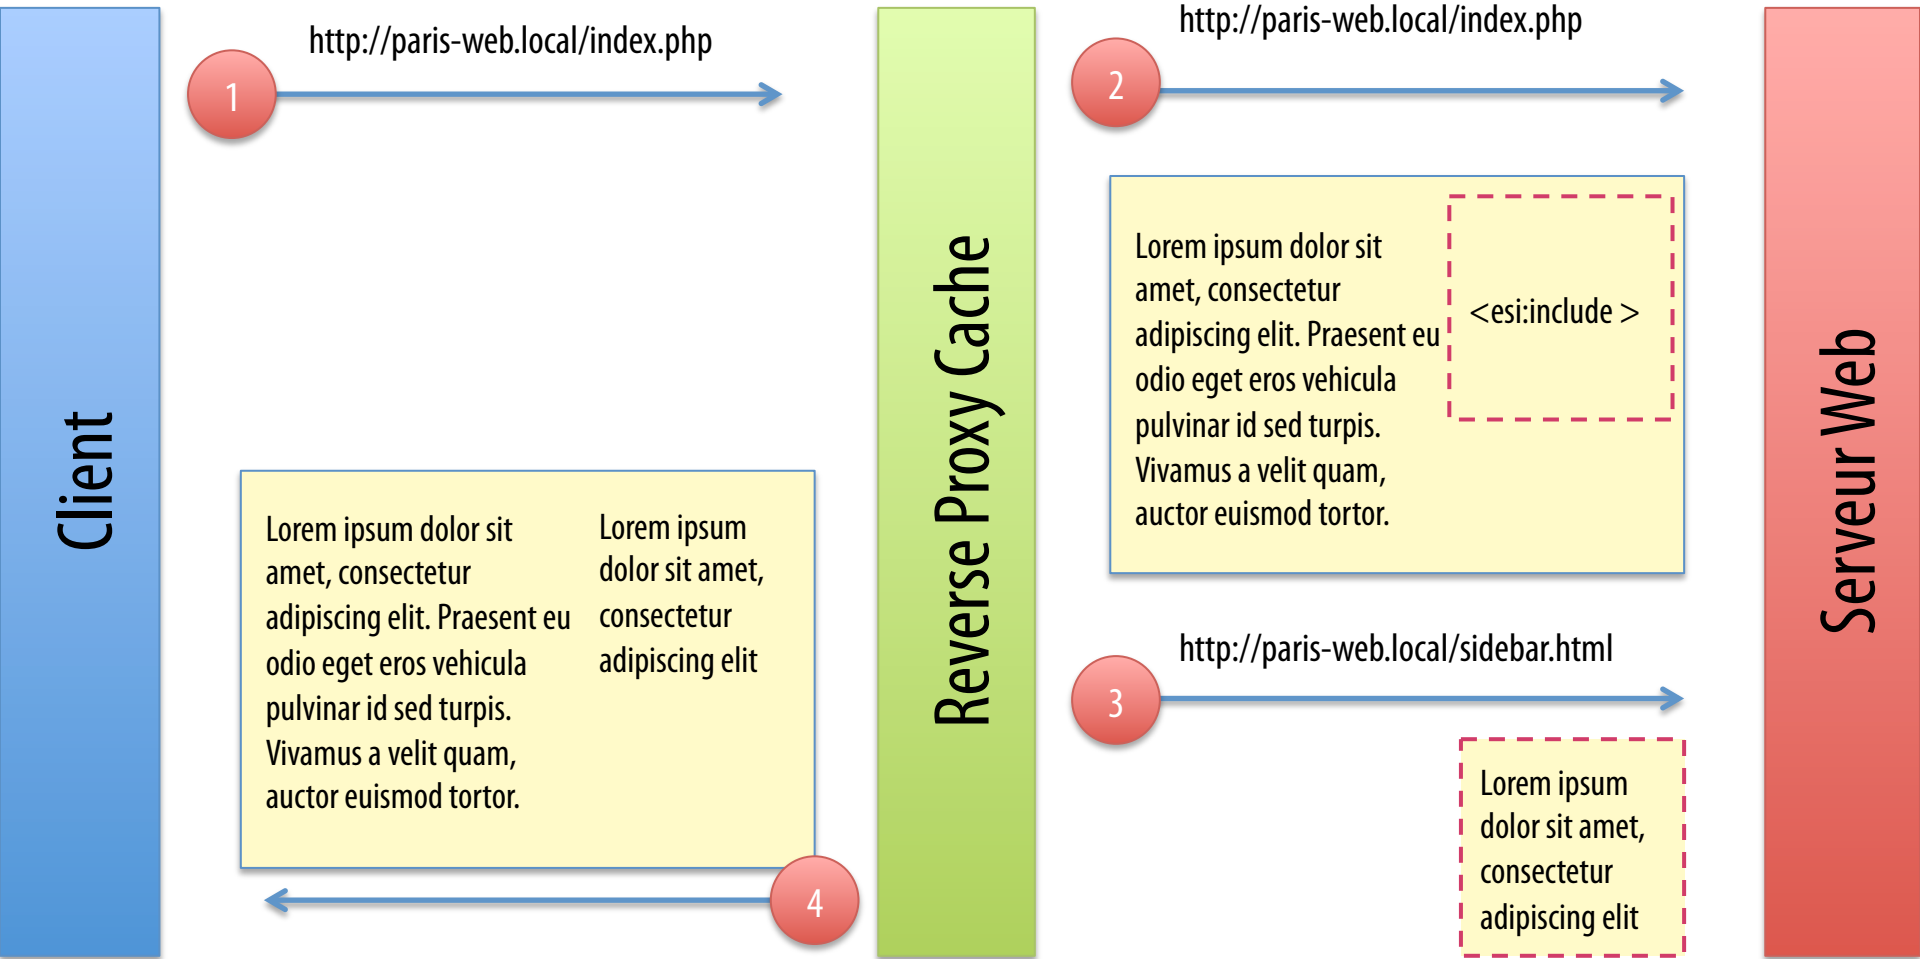 Client
1
http://paris-web.local/index.php
Reverse Proxy Cache
2
http://paris-web.local/index.php
Lorem ipsum dolor sit
amet, consectetur
adipiscing elit. Praesent eu
odio eget eros vehicula
pulvinar id sed turpis.
Vivamus a velit quam,
auctor euismod tortor.
<esi:include >
Serveur Web
3
http://paris-web.local/sidebar.html
Lorem ipsum
dolor sit amet,
consectetur
adipiscing elit
Lorem ipsum dolor sit
amet, consectetur
adipiscing elit. Praesent eu
odio eget eros vehicula
pulvinar id sed turpis.
Vivamus a velit quam,
auctor euismod tortor.
Lorem ipsum
dolor sit amet,
consectetur
adipiscing elit
4